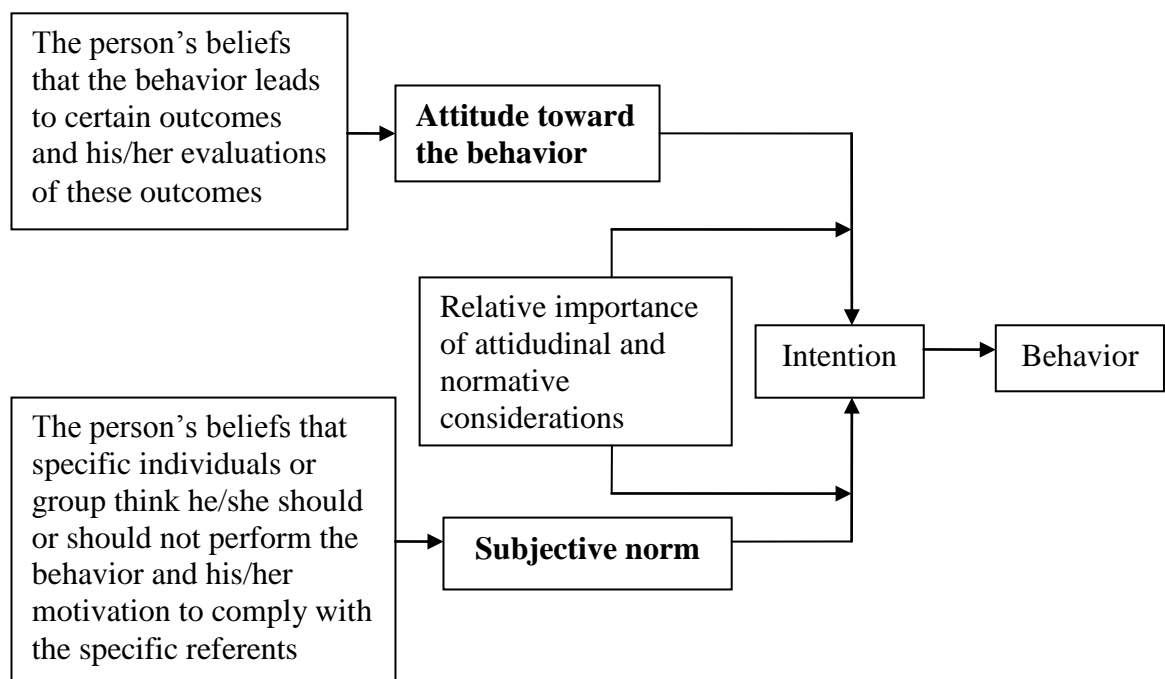 The person’s beliefs
that the behavior leads
to certain outcomes
and his/her evaluations
of these outcomes
Attitude toward
the behavior
Relative importance
of attidudinal and
normative
considerations
Intention
Behavior
The person’s beliefs that
specific individuals or
group think he/she should
or should not perform the
behavior and his/her
motivation to comply with
the specific referents
Subjective norm